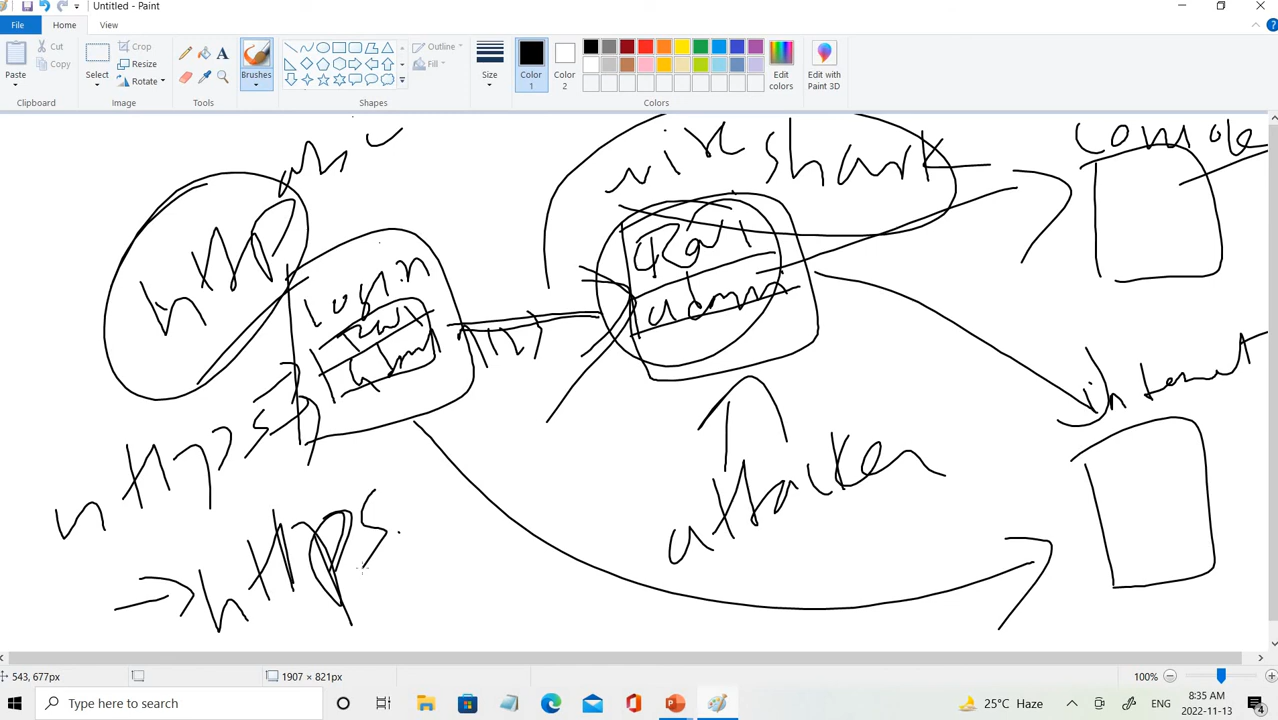 Untitled - Paint
File
Home
View
Paste
Cut
Copy
Clipboard
Select
Crop
Resize
Rotate
Image
Tools
Brushes
Outline
Fill
Shapes
Size
Color
1
Color
2
Edit
colors
Edit with
Paint 3D
Colors
wireshark
Console
http
Login
admin
internet
https
attacker
https
543, 677px
1907 × 821px
100%
Type here to search
25°C Haze
ENG
8:35 AM
2022-11-13
4